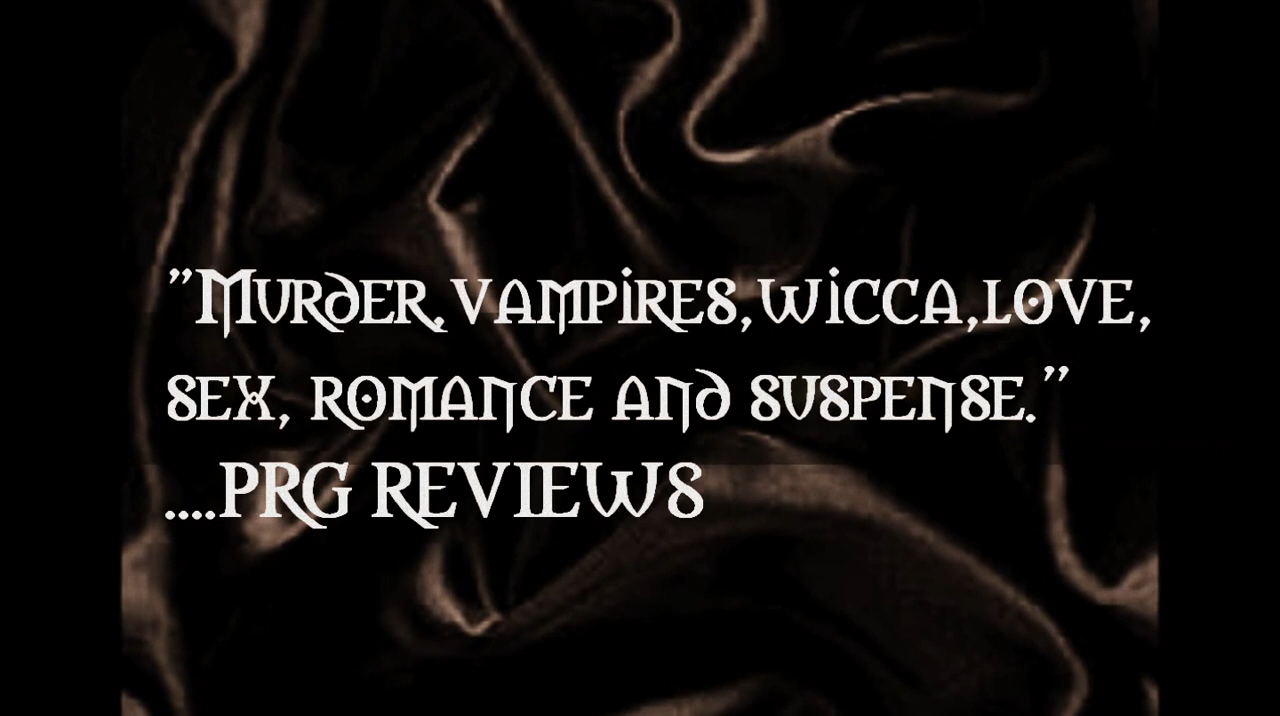 "Murder, vampires, wicca, love,
sex, romance and suspense."
....PRG REVIEWS